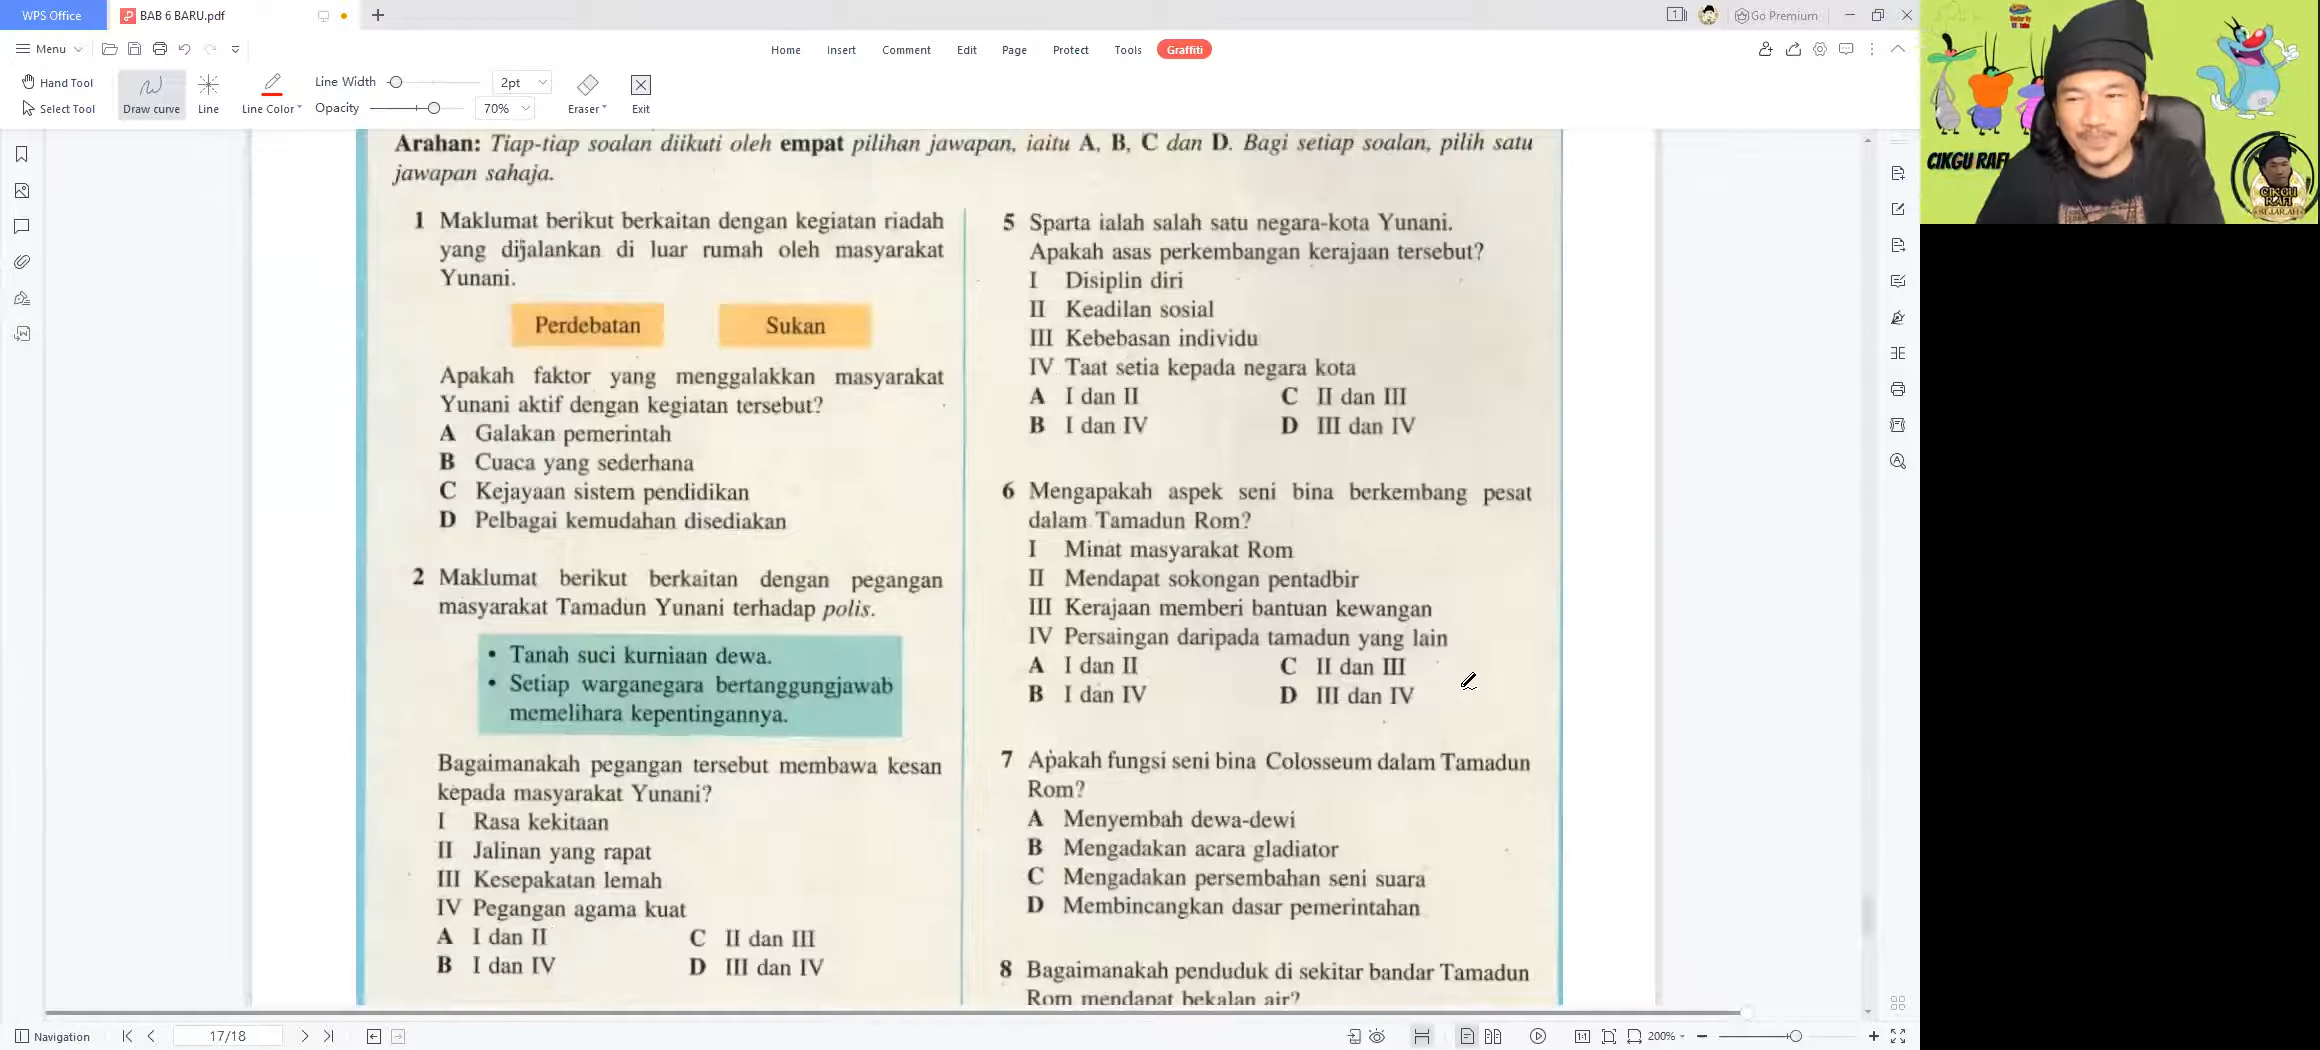 WPS Office
BAB 6 BARU.pdf
1
Go Premium
Menu
Home Insert Comment Edit Page Protect Tools Graffiti
Hand Tool
Select Tool
Draw curve
Line
Line Color
Line Width
2pt
Opacity
70%
Eraser
Exit
Arahan: Tiap-tiap soalan diikuti oleh empat pilihan jawapan, iaitu A, B, C dan D. Bagi setiap soalan, pilih satu
jawapan sahaja.
1 Maklumat berikut berkaitan dengan kegiatan riadah
yang dijalankan di luar rumah oleh masyarakat
Yunani.
Perdebatan Sukan
Apakah faktor yang menggalakkan masyarakat
Yunani aktif dengan kegiatan tersebut?
A Galakan pemerintah
B Cuaca yang sederhana
C Kejayaan sistem pendidikan
D Pelbagai kemudahan disediakan
2 Maklumat berikut berkaitan dengan pegangan
masyarakat Tamadun Yunani terhadap polis.
• Tanah suci kurniaan dewa.
• Setiap warganegara bertanggungjawab
memelihara kepentingannya.
Bagaimanakah pegangan tersebut membawa kesan
kepada masyarakat Yunani?
I Rasa kekitaan
II Jalinan yang rapat
III Kesepakatan lemah
IV Pegangan agama kuat
A I dan II C II dan III
B I dan IV D III dan IV
5 Sparta ialah salah satu negara-kota Yunani.
Apakah asas perkembangan kerajaan tersebut?
I Disiplin diri
II Keadilan sosial
III Kebebasan individu
IV Taat setia kepada negara kota
A I dan II C II dan III
B I dan IV D III dan IV
6 Mengapakah aspek seni bina berkembang pesat
dalam Tamadun Rom?
I Minat masyarakat Rom
II Mendapat sokongan pentadbir
III Kerajaan memberi bantuan kewangan
IV Persaingan daripada tamadun yang lain
A I dan II C II dan III
B I dan IV D III dan IV
7 Apakah fungsi seni bina Colosseum dalam Tamadun
Rom?
A Menyembah dewa-dewi
B Mengadakan acara gladiator
C Mengadakan persembahan seni suara
D Membincangkan dasar pemerintahan
8 Bagaimanakah penduduk di sekitar bandar Tamadun
Rom mendapat bekalan air?
Navigation
17/18
1:1
200%
CIKGU RAFI
CIKGU
RAFI
SEJARAH